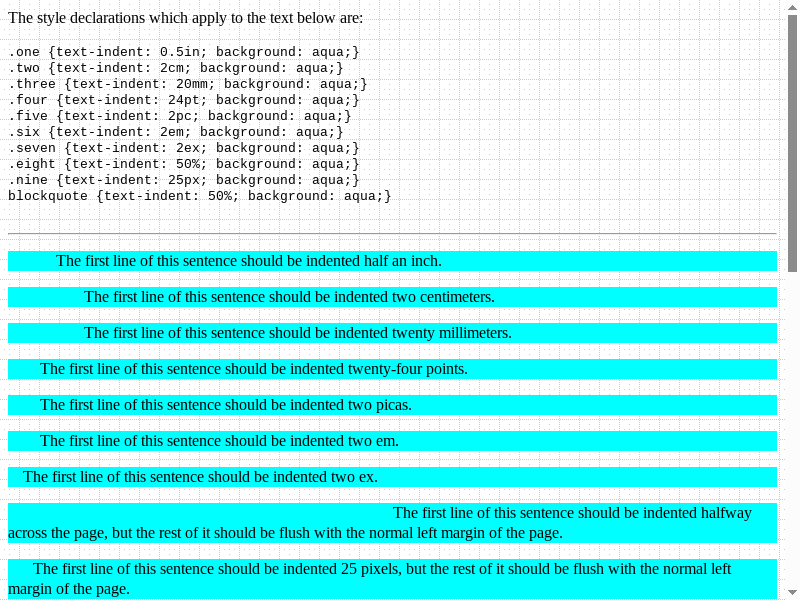 The style declarations which apply to the text below are:
.one {text-indent: 0.5in; background: aqua;}
.two {text-indent: 2cm; background: aqua;}
.three {text-indent: 20mm; background: aqua;}
.four {text-indent: 24pt; background: aqua;}
.five {text-indent: 2pc; background: aqua;}
.six {text-indent: 2em; background: aqua;}
.seven {text-indent: 2ex; background: aqua;}
.eight {text-indent: 50%; background: aqua;}
.nine {text-indent: 25px; background: aqua;}
blockquote {text-indent: 50%; background: aqua;}
The first line of this sentence should be indented half an inch.
The first line of this sentence should be indented two centimeters.
The first line of this sentence should be indented twenty millimeters.
The first line of this sentence should be indented twenty-four points.
The first line of this sentence should be indented two picas.
The first line of this sentence should be indented two em.
The first line of this sentence should be indented two ex.
The first line of this sentence should be indented halfway
across the page, but the rest of it should be flush with the normal left margin of the page.
The first line of this sentence should be indented 25 pixels, but the rest of it should be flush with the normal left
margin of the page.